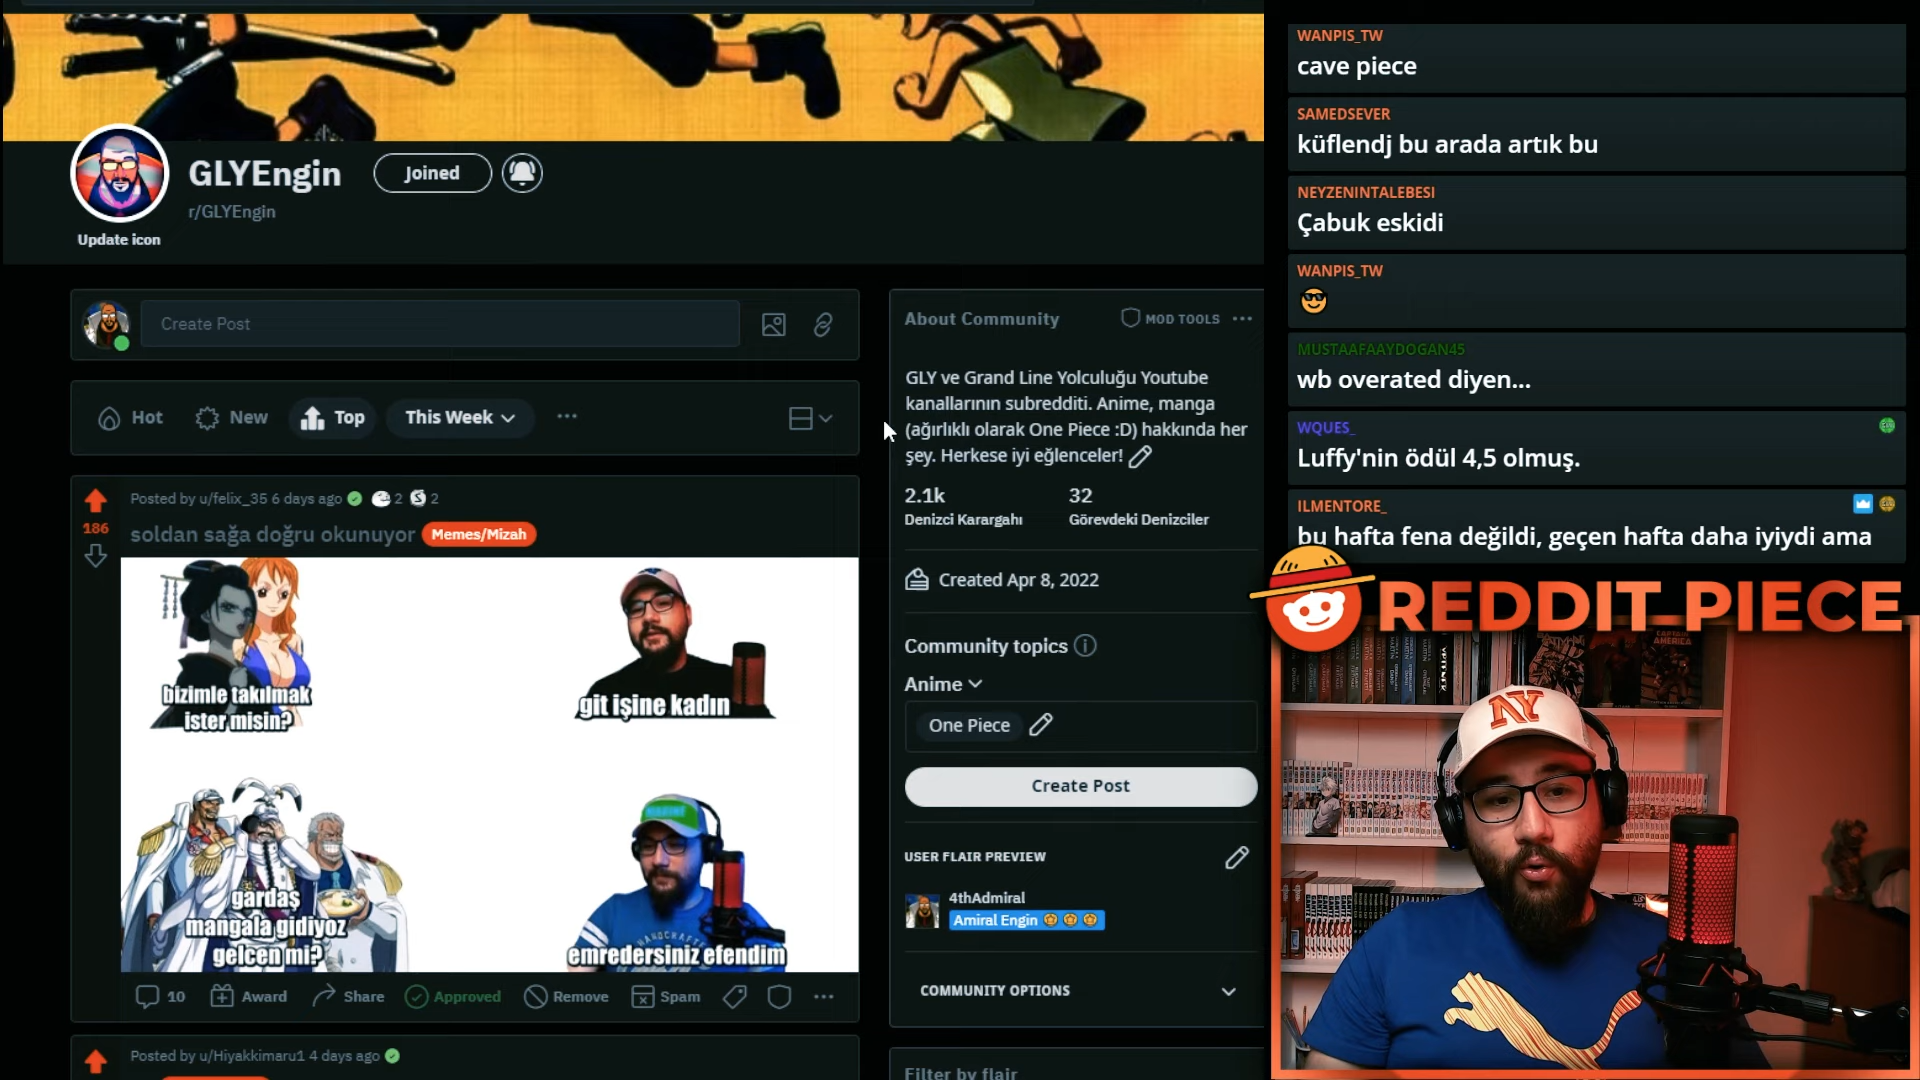 GLYEngin
Joined
r/GLYEngin
Update icon
Create Post
Hot
New
Top
This Week
Posted by u/felix_35 6 days ago
2
2
186
soldan sağa doğru okunuyor
Memes/Mizah
bizimle takılmak
ister misin?
git işine kadın
gardaş
mangala gidiyoz
gelcen mi?
emredersiniz efendim
10
Award
Share
Approved
Remove
Spam
Posted by u/Hiyakkimaru1 4 days ago
About Community
MOD TOOLS
GLY ve Grand Line Yolculuğu Youtube
kanallarının subredditi. Anime, manga
(ağırlıklı olarak One Piece :D) hakkında her
şey. Herkese iyi eğlenceler!
2.1k
32
Denizci Karargahı
Görevdeki Denizciler
Created Apr 8, 2022
Community topics
Anime
One Piece
Create Post
USER FLAIR PREVIEW
4thAdmiral
Amiral Engin
COMMUNITY OPTIONS
Filter by flair
WANPIS_TW
cave piece
SAMEDSEVER
küflendj bu arada artık bu
NEYZENINTALEBESI
Çabuk eskidi
WANPIS_TW
MUSTAAFAAYDOGAN45
wb overated diyen...
WQUES_
Luffy'nin ödül 4,5 olmuş.
ILMENTORE_
bu hafta fena değildi, geçen hafta daha iyiydi ama
REDDIT PIECE
CAPTAIN
AMERICA
NY